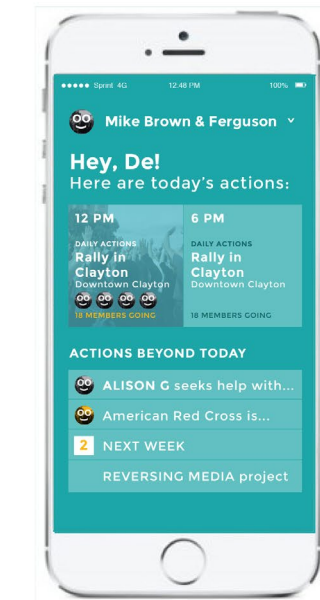 Sprint 4G 12:48 PM 100%
Mike Brown & Ferguson
Hey, De!
Here are today's actions:
12 PM
DAILY ACTIONS
Rally in
Clayton
Downtown Clayton
18 MEMBERS GOING
6 PM
DAILY ACTIONS
Rally in
Clayton
Downtown Clayton
18 MEMBERS GOING
ACTIONS BEYOND TODAY
ALISON G seeks help with...
American Red Cross is...
2 NEXT WEEK
REVERSING MEDIA project